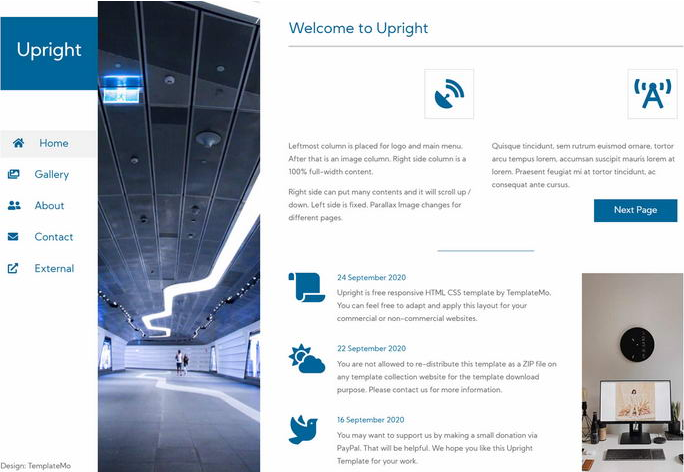 Upright
Home
Gallery
About
Contact
External
Design: TemplateMo
Welcome to Upright
Leftmost column is placed for logo and main menu.
After that is an image column. Right side column is a
100% full-width content.
Right side can put many contents and it will scroll up /
down. Left side is fixed. Parallax Image changes for
different pages.
Quisque tincidunt, sem rutrum euismod ornare, tortor
arcu tempus lorem, accumsan suscipit mauris lorem at
lorem. Praesent feugiat mi at tortor tincidunt, ac
consequat ante cursus.
Next Page
24 September 2020
Upright is free responsive HTML CSS template by TemplateMo.
You can feel free to adapt and apply this layout for your
commercial or non-commercial websites.
22 September 2020
You are not allowed to re-distribute this template as a ZIP file on
any template collection website for the template download
purpose. Please contact us for more information.
16 September 2020
You may want to support us by making a small donation via
PayPal. That will be helpful. We hope you like this Upright
Template for your work.